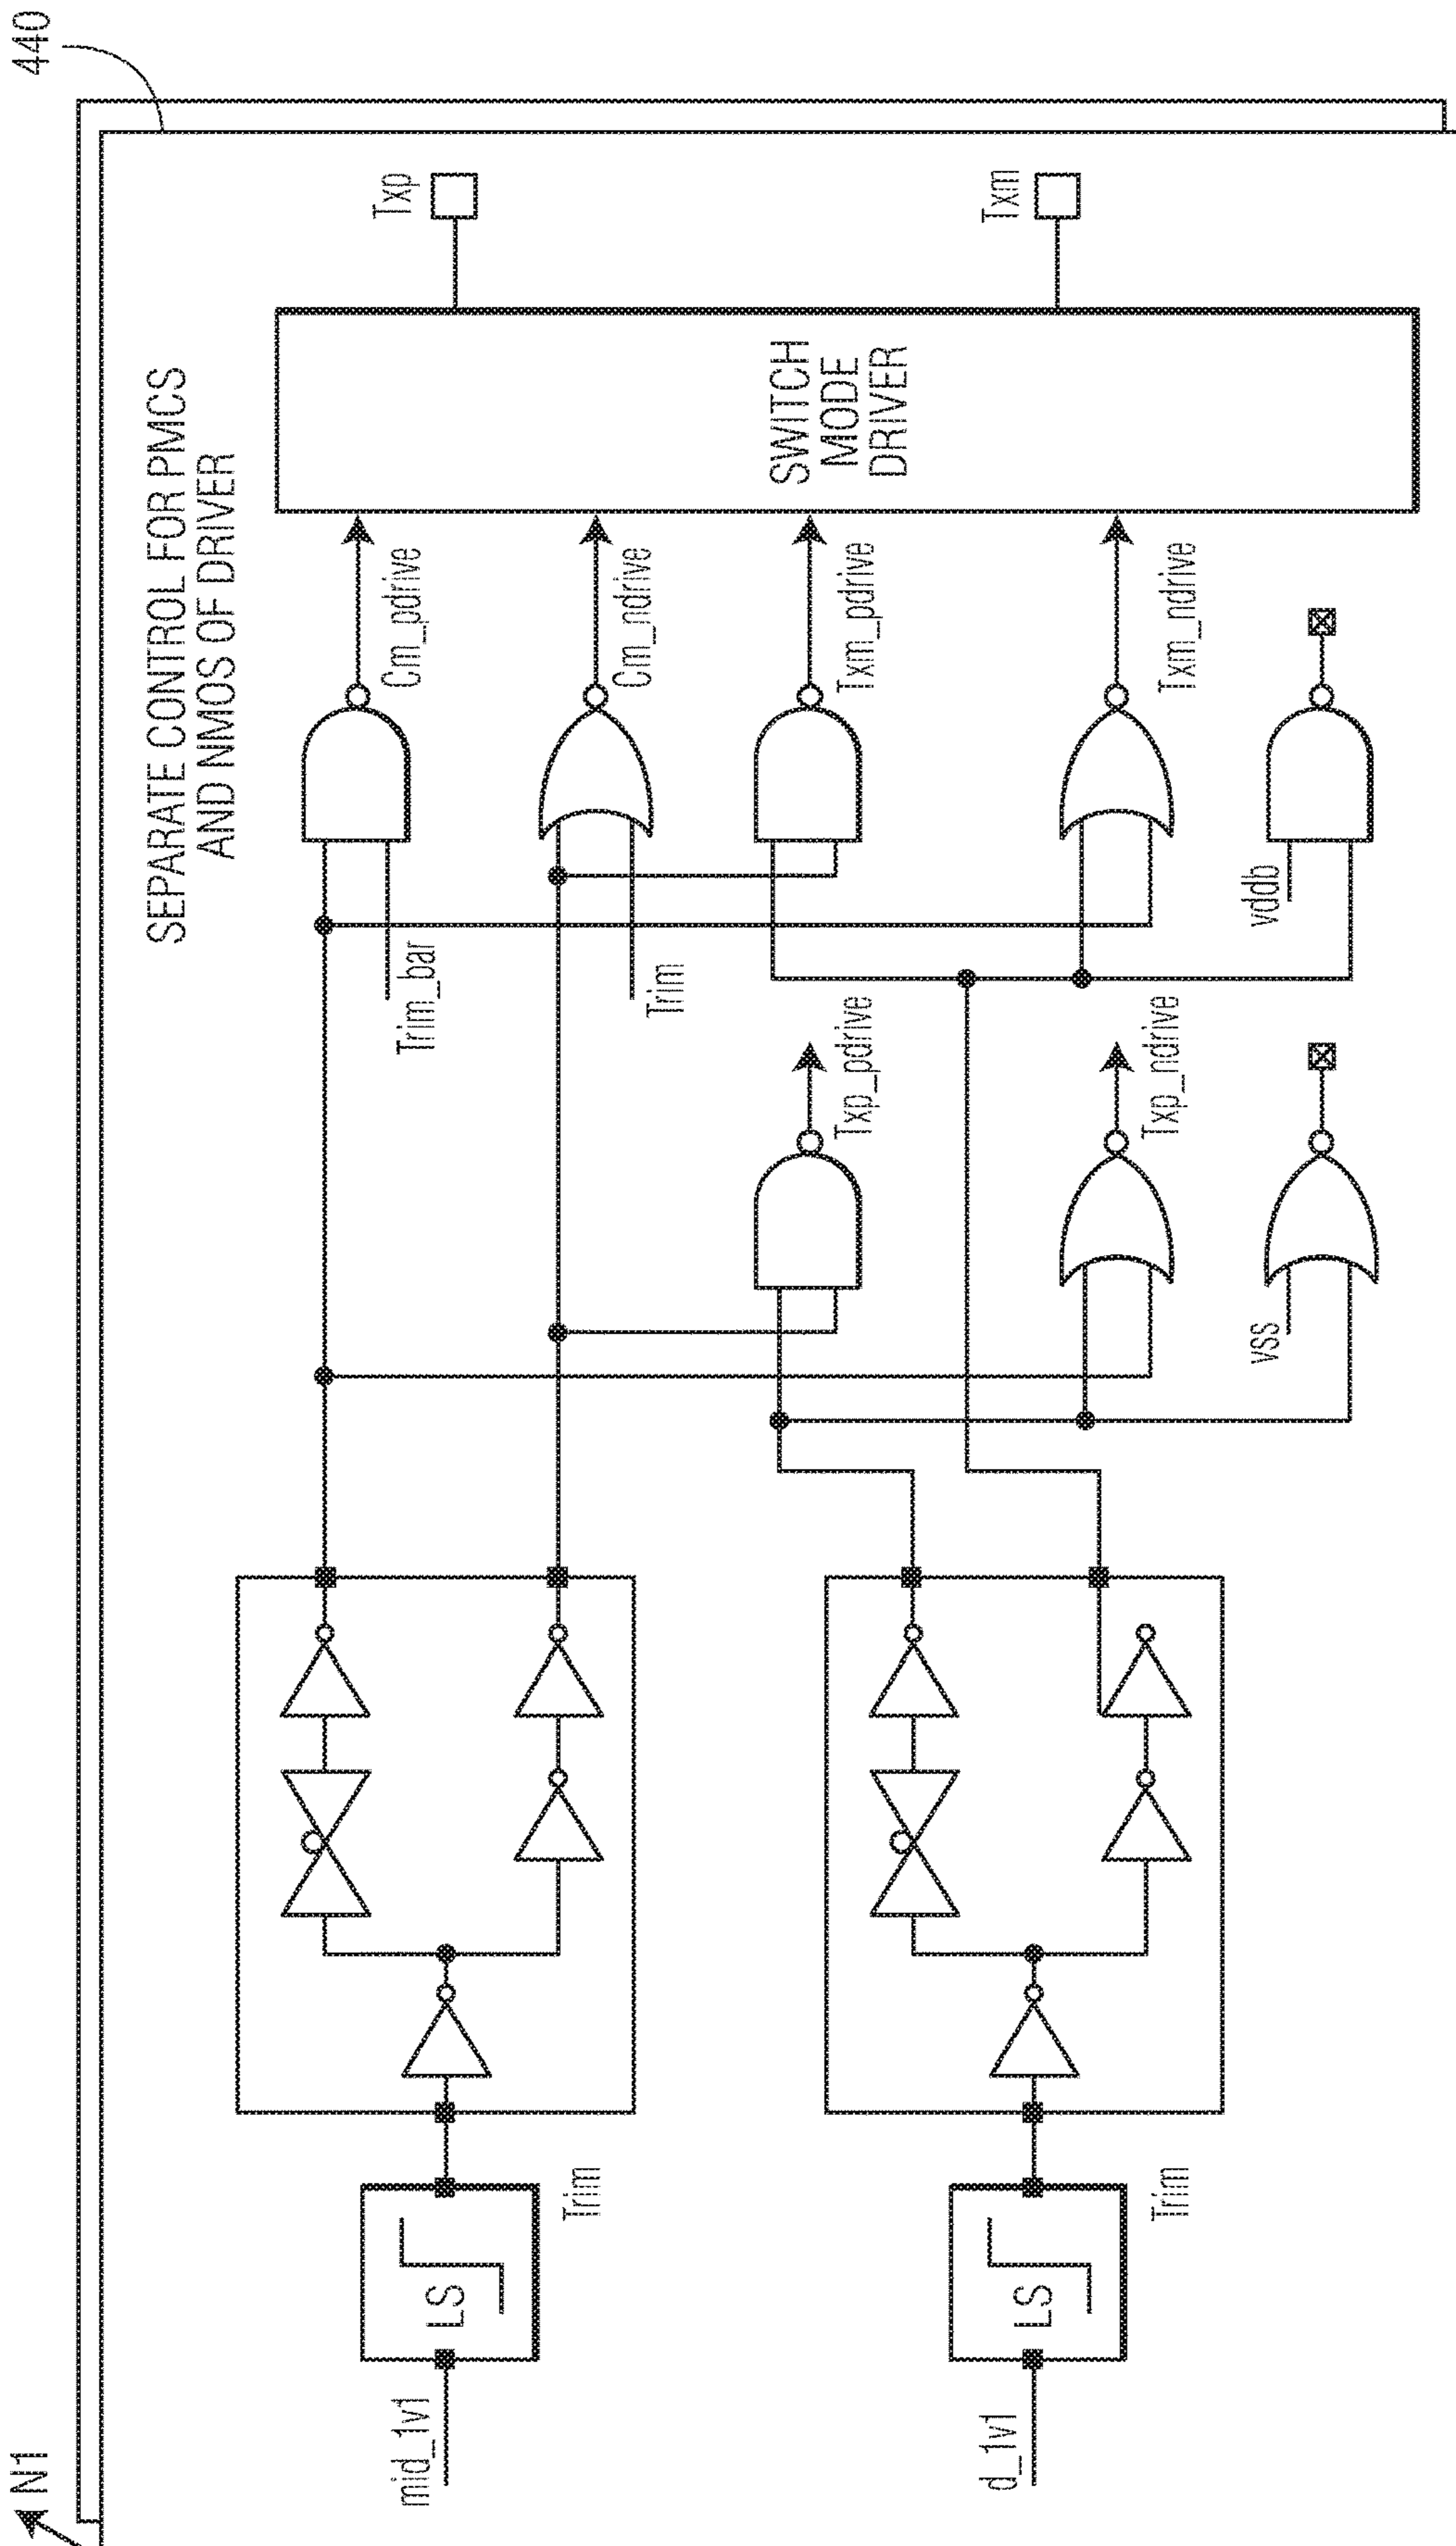 440
N1
SEPARATE CONTROL FOR PMCS
AND NMOS OF DRIVER
mid_1v1
LS
Trim
Trim_bar
Cm_pdrive
Trim
Cm_ndrive
Txp
SWITCH
MODE
DRIVER
d_1v1
LS
Trim
Txp_pdrive
Txm_pdrive
Txm
Txp_ndrive
Txm_ndrive
vss
vddb